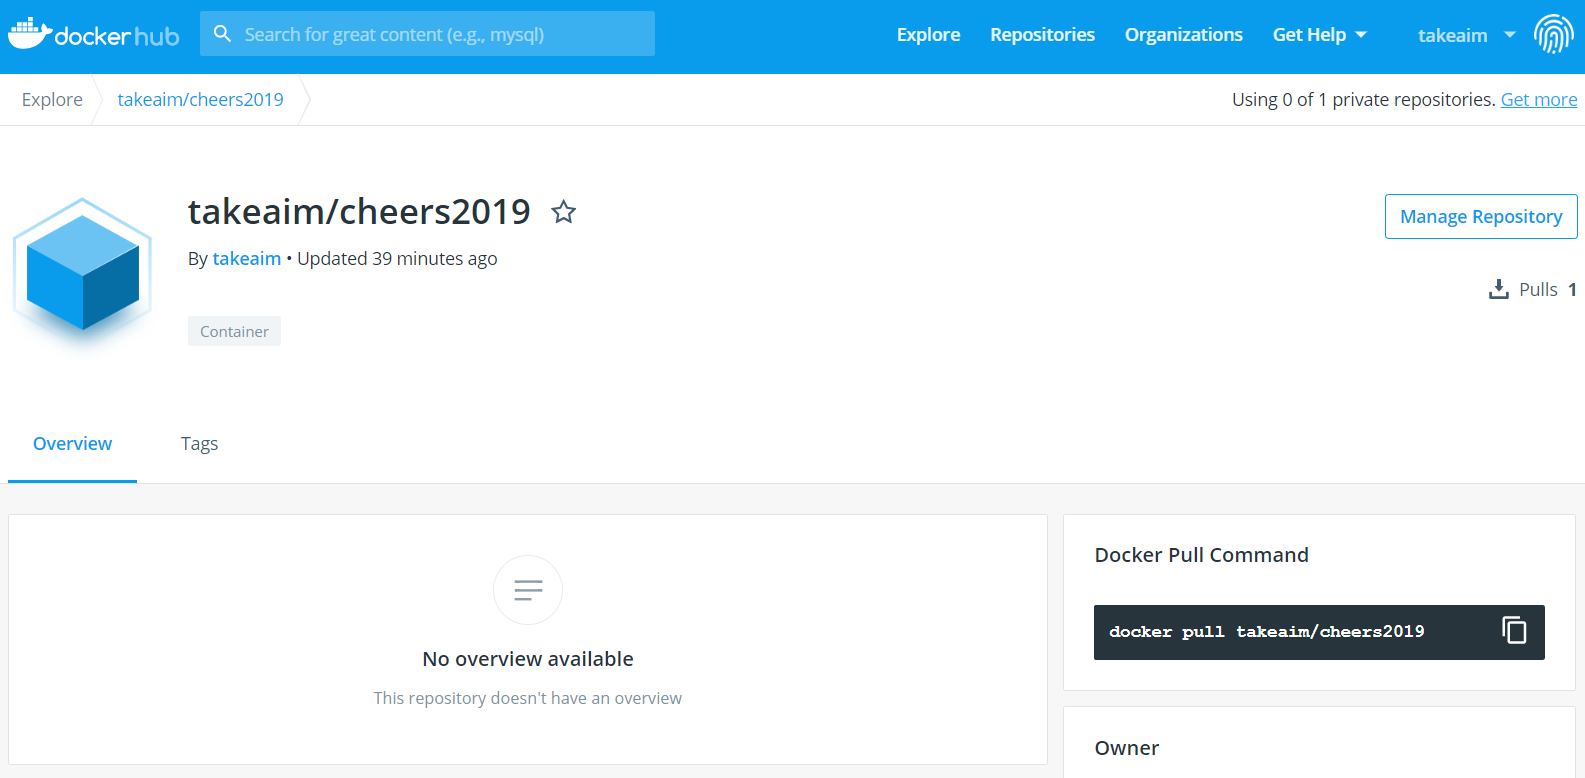 docker hub
Search for great content (e.g., mysql)
Explore
Repositories
Organizations
Get Help
takeaim
Explore
takeaim/cheers2019
Using 0 of 1 private repositories. Get more
takeaim/cheers2019
Manage Repository
By takeaim • Updated 39 minutes ago
Pulls 1
Container
Overview
Tags
No overview available
This repository doesn't have an overview
Docker Pull Command
docker pull takeaim/cheers2019
Owner